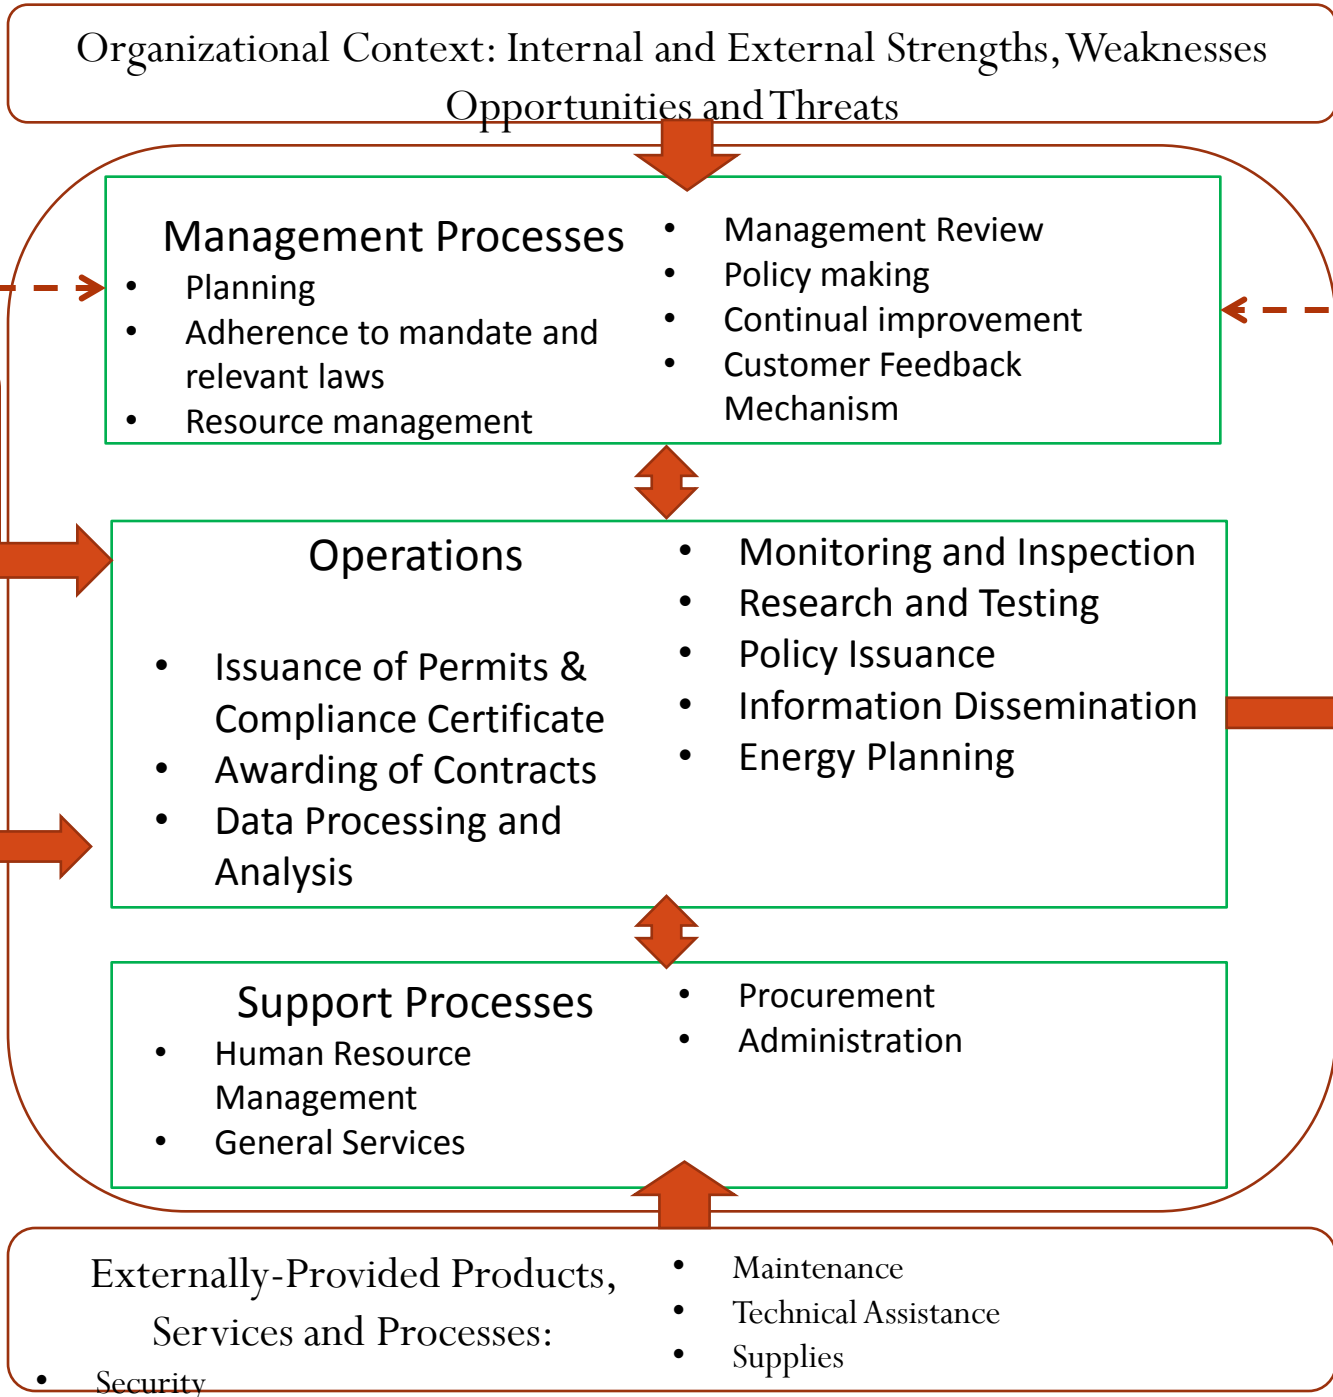 Organizational Context: Internal and External Strengths, Weaknesses
Opportunities and Threats
Management Processes
• Planning
• Adherence to mandate and
relevant laws
• Resource management
• Management Review
• Policy making
• Continual improvement
• Customer Feedback
Mechanism
Operations
• Issuance of Permits &
Compliance Certificate
• Awarding of Contracts
• Data Processing and
Analysis
• Monitoring and Inspection
• Research and Testing
• Policy Issuance
• Information Dissemination
• Energy Planning
Support Processes
• Human Resource
Management
• General Services
• Procurement
• Administration
Externally-Provided Products,
Services and Processes:
• Security
• Maintenance
• Technical Assistance
• Supplies